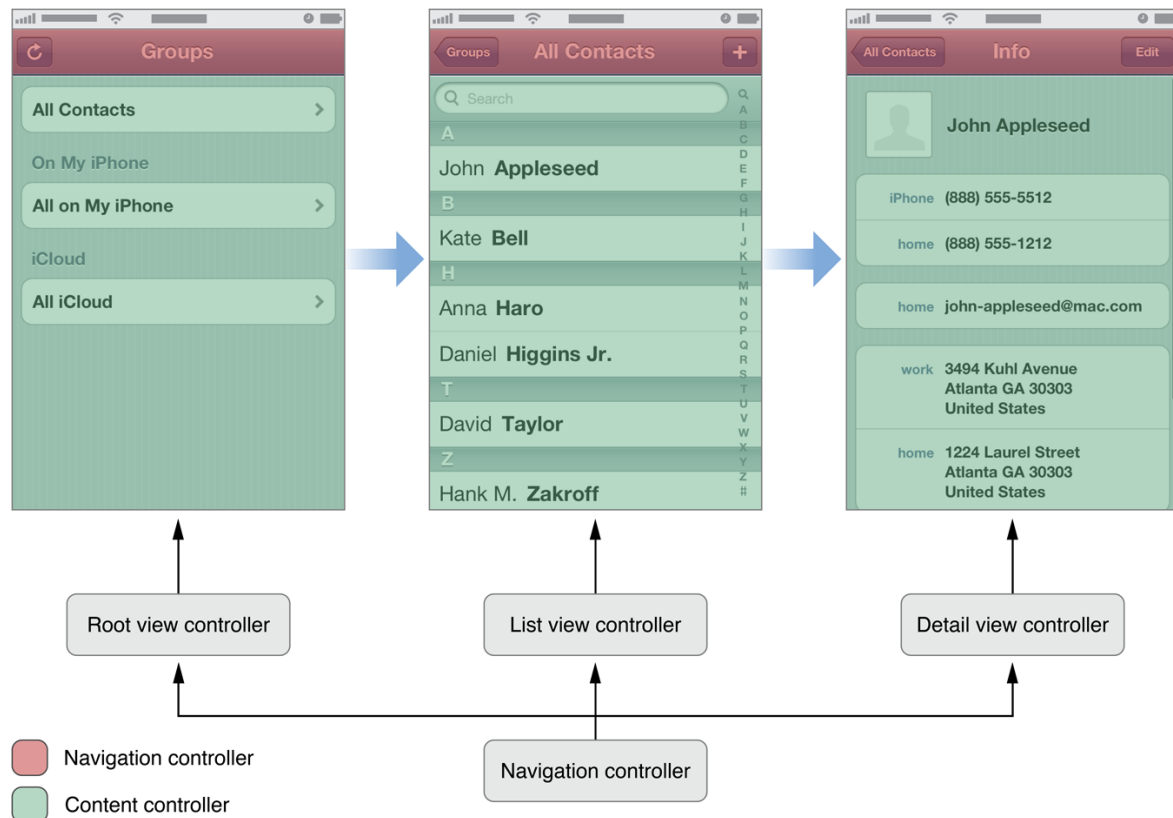 Groups
All Contacts
On My iPhone
All on My iPhone
iCloud
All iCloud
Groups
All Contacts
+
Search
A
John Appleseed
B
Kate Bell
H
Anna Haro
Daniel Higgins Jr.
T
David Taylor
Z
Hank M. Zakroff
A
B
C
D
E
F
G
H
I
J
K
L
M
N
O
P
Q
R
S
T
U
V
W
X
Y
Z
#
All Contacts
Info
Edit
John Appleseed
iPhone (888) 555-5512
home (888) 555-1212
home john-appleseed@mac.com
work 3494 Kuhl Avenue
Atlanta GA 30303
United States
home 1224 Laurel Street
Atlanta GA 30303
United States
Root view controller
List view controller
Detail view controller
Navigation controller
Navigation controller
Content controller